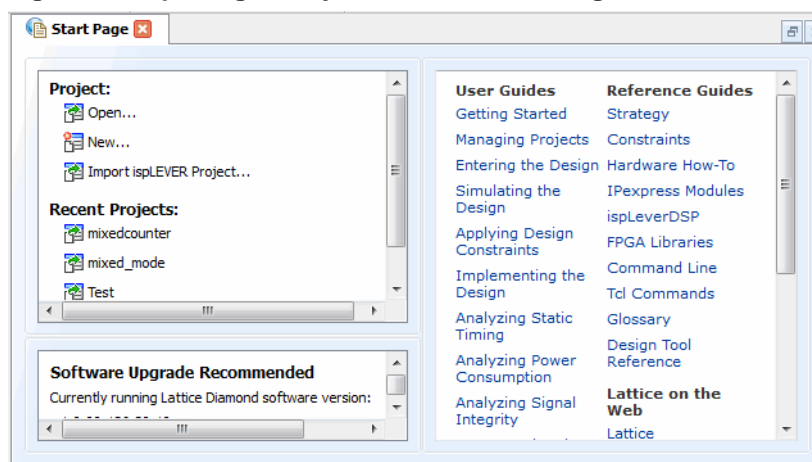 Start Page
Project:
Open...
New...
Import ispLEVER Project...
Recent Projects:
mixedcounter
mixed_mode
Test
Software Upgrade Recommended
Currently running Lattice Diamond software version:
User Guides
Getting Started
Managing Projects
Entering the Design
Simulating the
Design
Applying Design
Constraints
Implementing the
Design
Analyzing Static
Timing
Analyzing Power
Consumption
Analyzing Signal
Integrity
Reference Guides
Strategy
Constraints
Hardware How-To
IPexpress Modules
ispLeverDSP
FPGA Libraries
Command Line
Tcl Commands
Glossary
Design Tool
Reference
Lattice on the
Web
Lattice